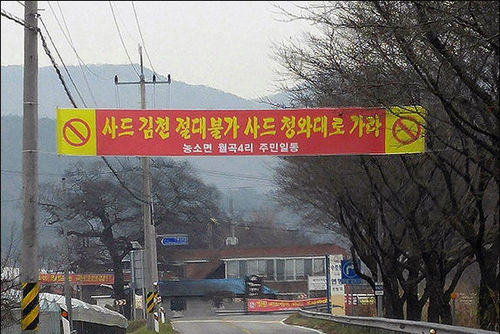 사드 김천 절대불가 사드 청와대로 가라
농소면 월곡4리 주민일동